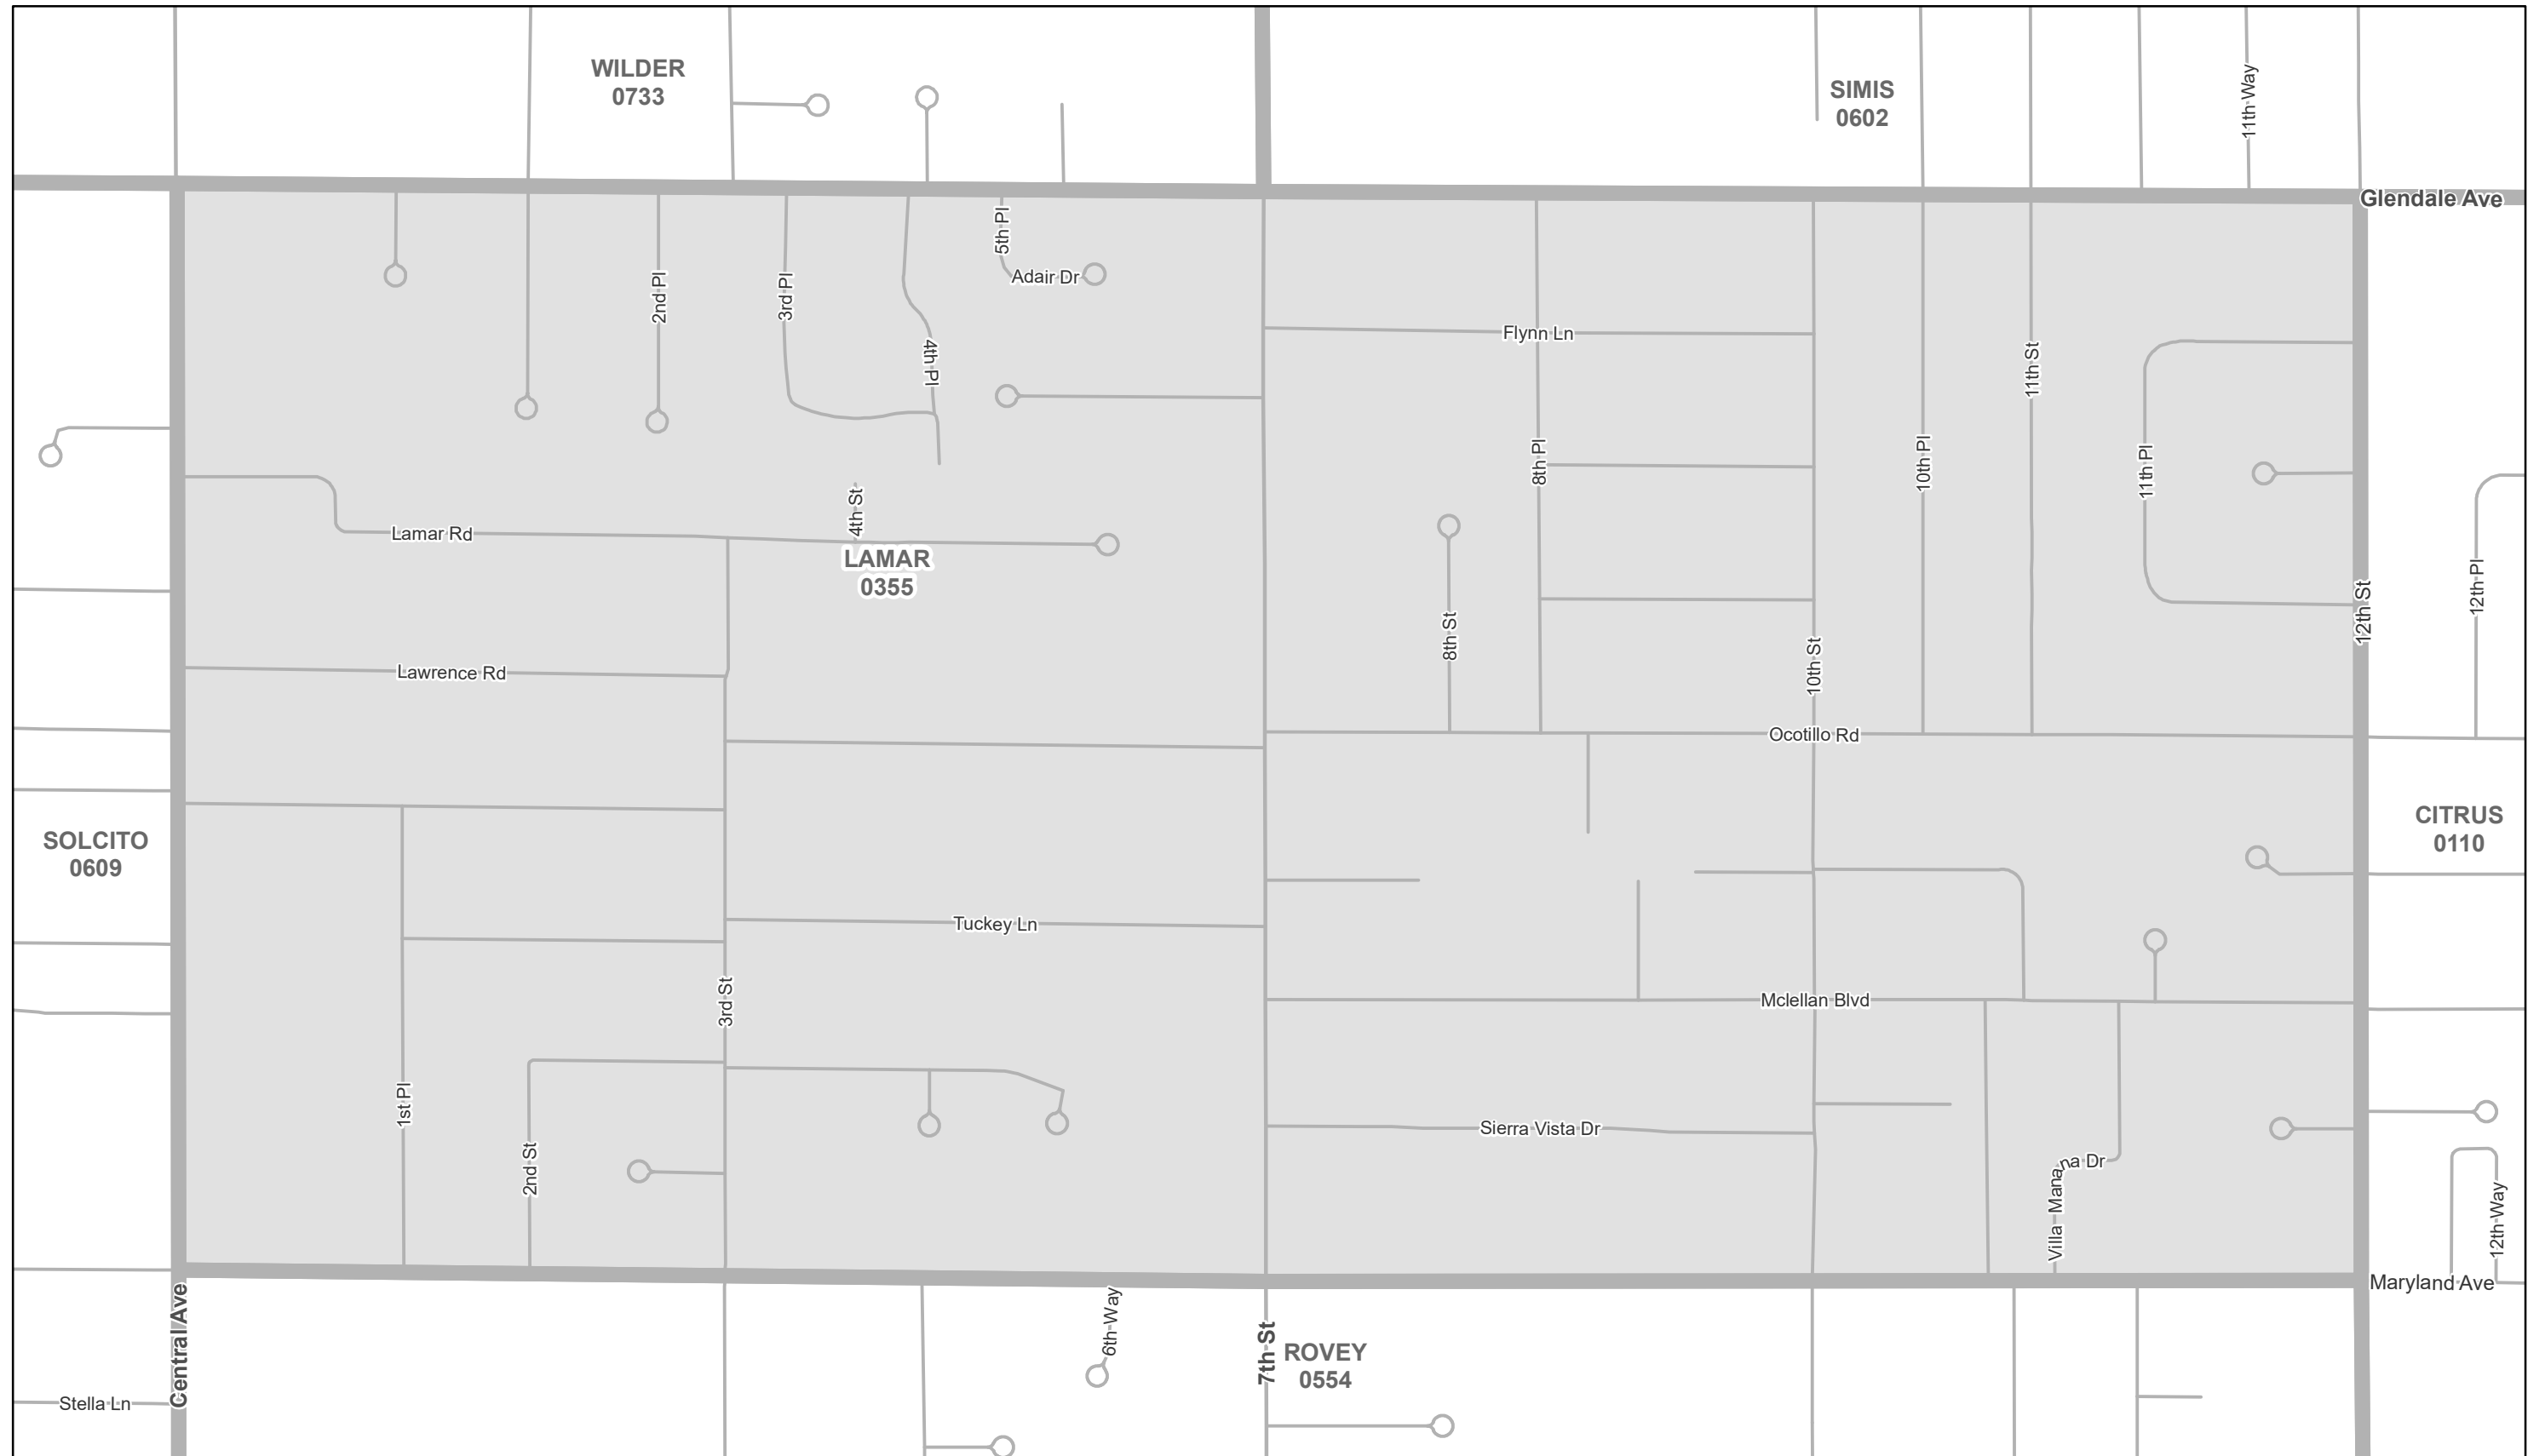 WILDER
0733
SIMIS
0602
11th Way
Glendale Ave
5th Pl
Adair Dr
2nd Pl
3rd Pl
4th Pl
Flynn Ln
11th St
8th Pl
10th Pl
11th Pl
4th St
Lamar Rd
LAMAR
0355
12th Pl
12th St
8th St
10th St
Lawrence Rd
Ocotillo Rd
SOLCITO
0609
CITRUS
0110
Tuckey Ln
3rd St
Mclellan Blvd
1st Pl
2nd St
Sierra Vista Dr
Villa Manana Dr
12th Way
Maryland Ave
Central Ave
6th Way
7th St
ROVEY
0554
Stella Ln